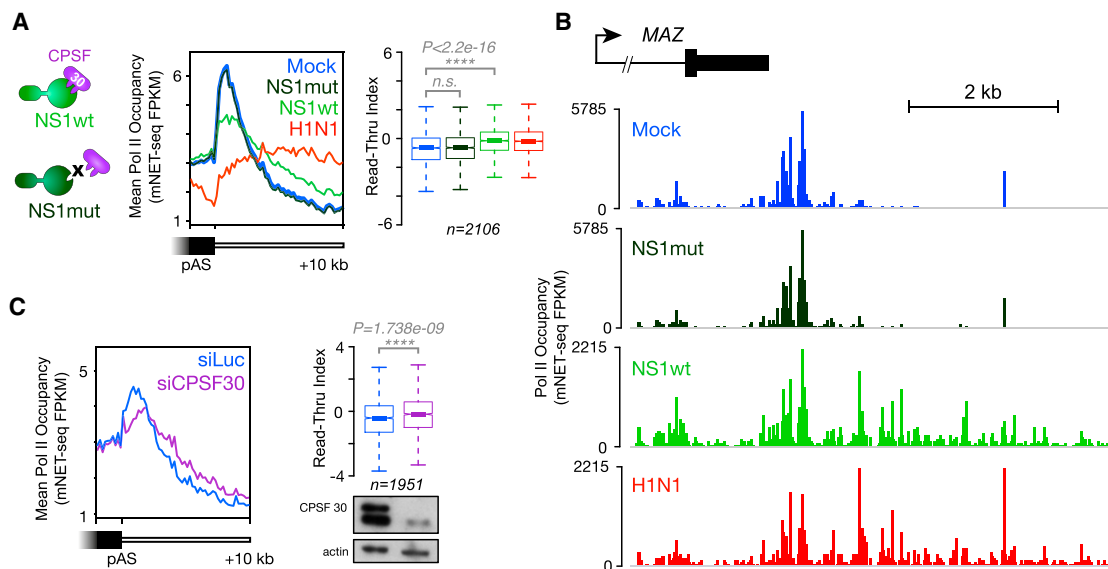 A
CPSF
30
NS1wt
x
NS1mut
Mean Pol II Occupancy
(mNET-seq FPKM)
6
1
Mock
NS1mut
NS1wt
H1N1
pAS
+10 kb
Read-Thru Index
6
3
0
-3
-6
P<2.2e-16
****
n.s.
n=2106
B
MAZ
2 kb
Pol II Occupancy
(mNET-seq FPKM)
5785
Mock
0
5785
NS1mut
0
2215
NS1wt
0
2215
H1N1
0
C
Mean Pol II Occupancy
(mNET-seq FPKM)
5
1
siLuc
siCPSF30
pAS
+10 kb
P=1.738e-09
****
Read-Thru Index
4
2
0
-2
-4
n=1951
CPSF 30
actin